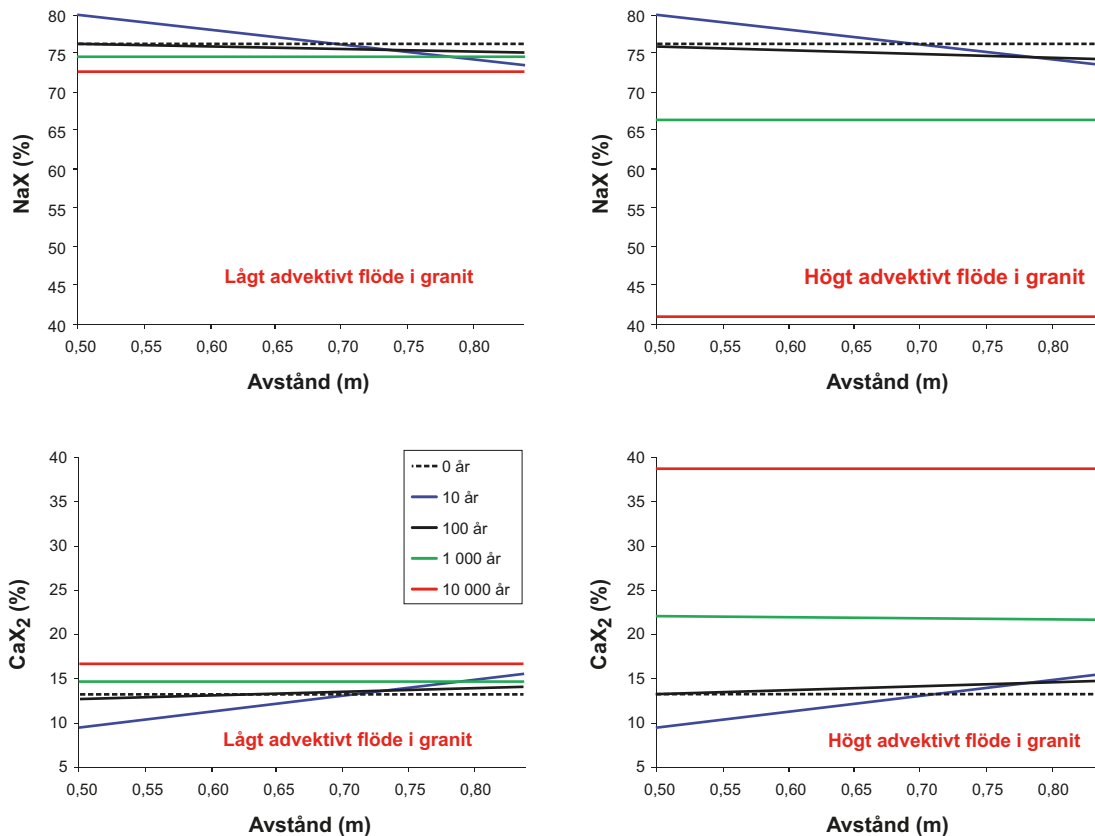 80
75
70
65
60
55
50
45
40
NaX (%)
Lågt advektivt flöde i granit
0,50 0,55 0,60 0,65 0,70 0,75 0,80
Avstånd (m)
80
75
70
65
60
55
50
45
40
NaX (%)
Högt advektivt flöde i granit
0,50 0,55 0,60 0,65 0,70 0,75 0,80
Avstånd (m)
40
35
30
25
20
15
10
5
CaX₂ (%)
0 år
10 år
100 år
1 000 år
10 000 år
Lågt advektivt flöde i granit
0,50 0,55 0,60 0,65 0,70 0,75 0,80
Avstånd (m)
40
35
30
25
20
15
10
5
CaX₂ (%)
Högt advektivt flöde i granit
0,50 0,55 0,60 0,65 0,70 0,75 0,80
Avstånd (m)